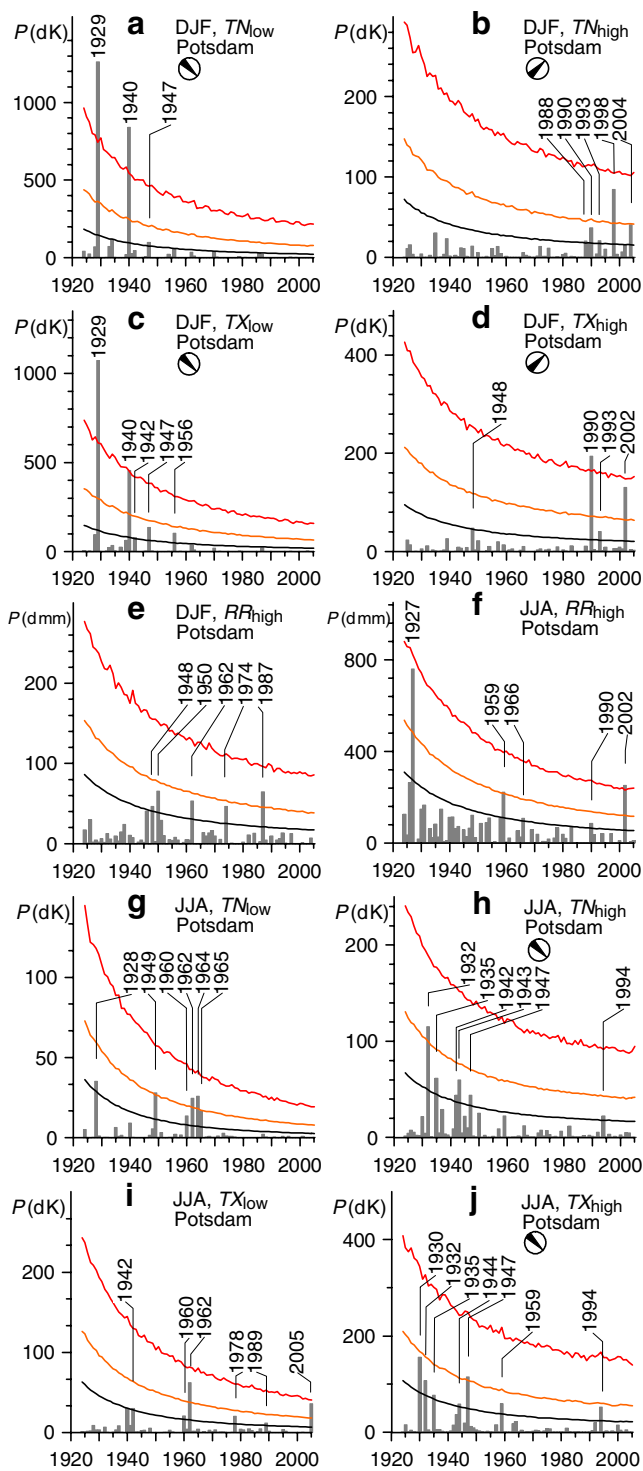 P (dK)
a
DJF, TNlow
Potsdam
1929
1940
1947
1000
500
0
1920 1940 1960 1980 2000
P (dK)
DJF, TNhigh
Potsdam
b
1988
1990
1993
1998
2004
200
100
0
1920 1940 1960 1980 2000
P (dK)
c
DJF, TXlow
Potsdam
1929
1940
1942
1947
1956
1000
500
0
1920 1940 1960 1980 2000
P (dK)
DJF, TXhigh
Potsdam
d
1948
1990
1993
2002
400
200
0
1920 1940 1960 1980 2000
P (dmm)
e
DJF, RRhigh
Potsdam
1948
1950
1962
1974
1987
200
100
0
1920 1940 1960 1980 2000
P (dmm)
f
JJA, RRhigh
Potsdam
1927
1959
1966
1990
2002
800
400
0
1920 1940 1960 1980 2000
P (dK)
g
JJA, TNlow
Potsdam
1928
1949
1960
1962
1964
1965
100
50
0
1920 1940 1960 1980 2000
P (dK)
h
JJA, TNhigh
Potsdam
1932
1935
1942
1943
1947
1994
200
100
0
1920 1940 1960 1980 2000
P (dK)
i
JJA, TXlow
Potsdam
1942
1960
1962
1978
1989
2005
200
100
0
1920 1940 1960 1980 2000
P (dK)
j
JJA, TXhigh
Potsdam
1930
1932
1935
1944
1947
1959
1994
400
200
0
1920 1940 1960 1980 2000